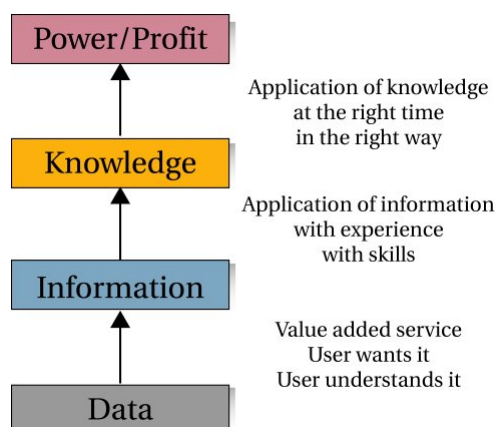 Power/Profit
Application of knowledge
at the right time
in the right way
Knowledge
Application of information
with experience
with skills
Information
Value added service
User wants it
User understands it
Data